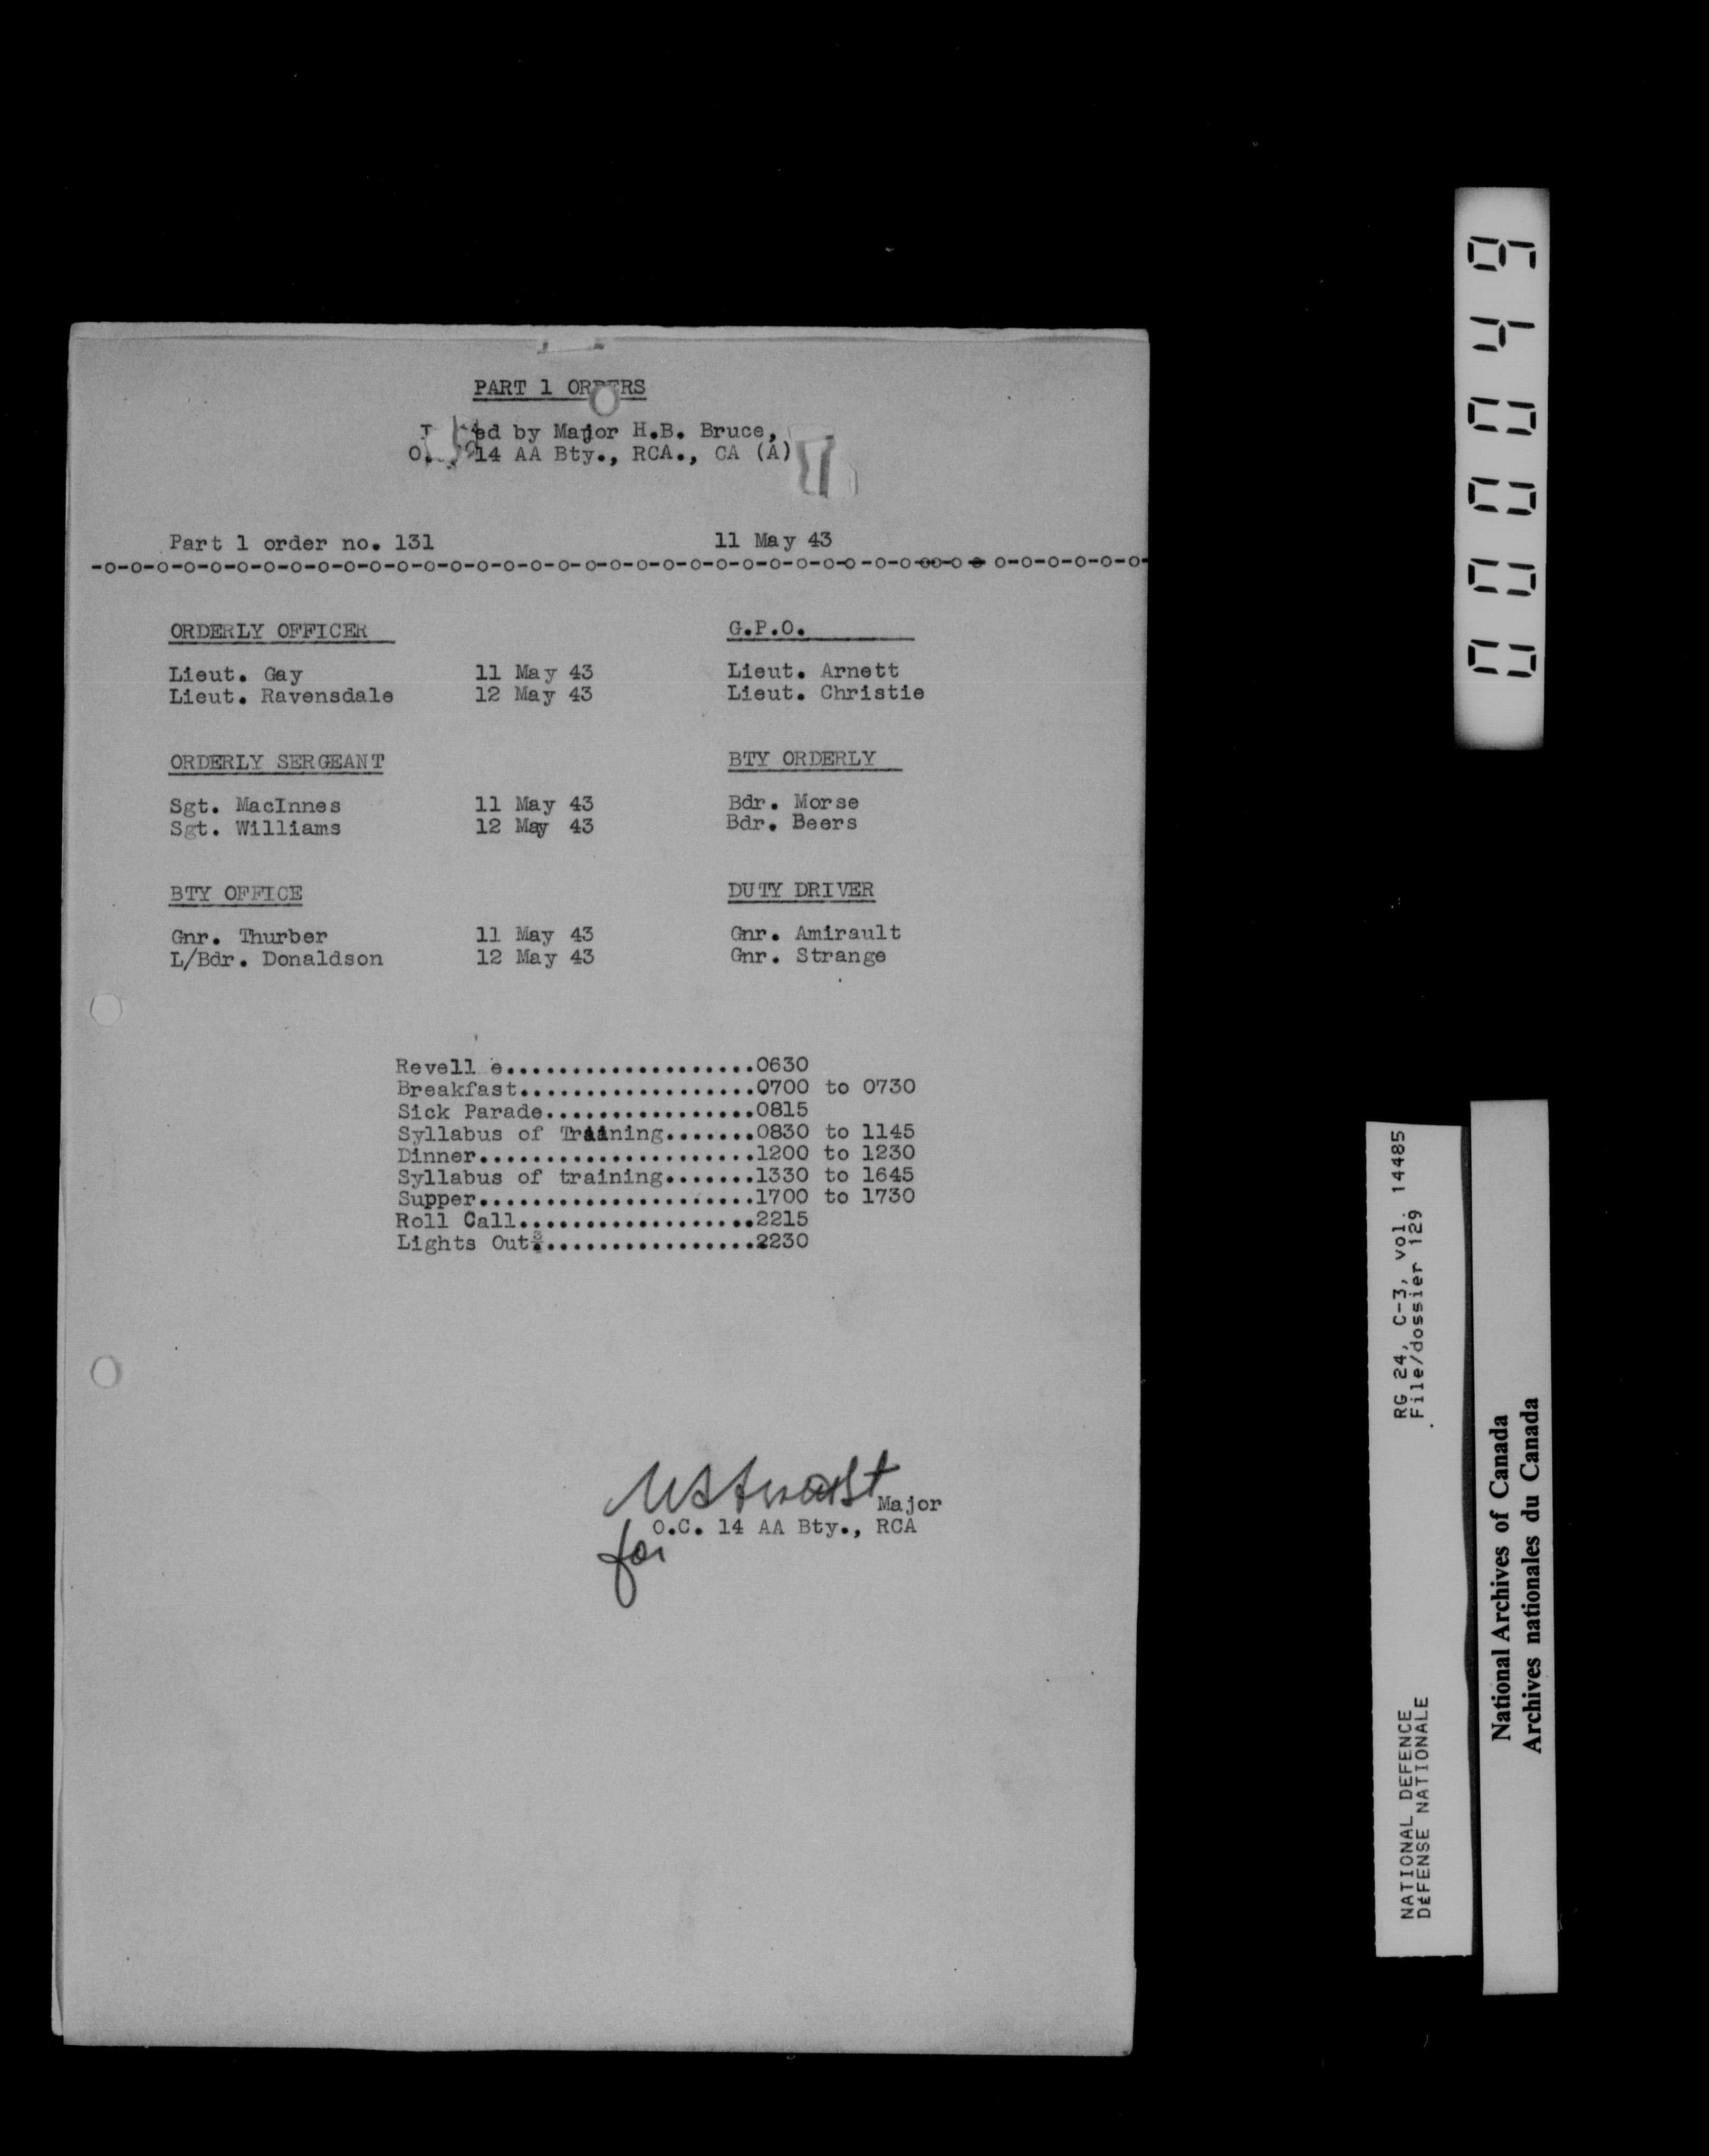 PART 1 ORDERS
ed by Major H.B. Bruce,
14 AA Bty., RCA., CA (A)
Part 1 order no. 131 11 May 43
-o-o-o-o-o-o-o-o-o-o-o-o-o-o-o-o-o-o-o-o-o-o-o-o-o-o-o-o-o -o-o-oo-o-o o-o-o-o-o-o-
ORDERLY OFFICER G.P.O.
Lieut. Gay 11 May 43 Lieut. Arnett
Lieut. Ravensdale 12 May 43 Lieut. Christie
ORDERLY SERGEANT BTY ORDERLY
Sgt. MacInnes 11 May 43 Bdr. Morse
Sgt. Williams 12 May 43 Bdr. Beers
BTY OFFICE DUTY DRIVER
Gnr. Thurber 11 May 43 Gnr. Amirault
L/Bdr. Donaldson 12 May 43 Gnr. Strange
Revell e...................0630
Breakfast..................0700 to 0730
Sick Parade................0815
Syllabus of Training.......0830 to 1145
Dinner.....................1200 to 1230
Syllabus of training.......1330 to 1645
Supper.....................1700 to 1730
Roll Call..................2215
Lights Out.................2230
Major
O.C. 14 AA Bty., RCA
for
000049
RG 24, C-3, vol. 14485
File/dossier 129
NATIONAL DEFENCE
DÉFENSE NATIONALE
National Archives of Canada
Archives nationales du Canada